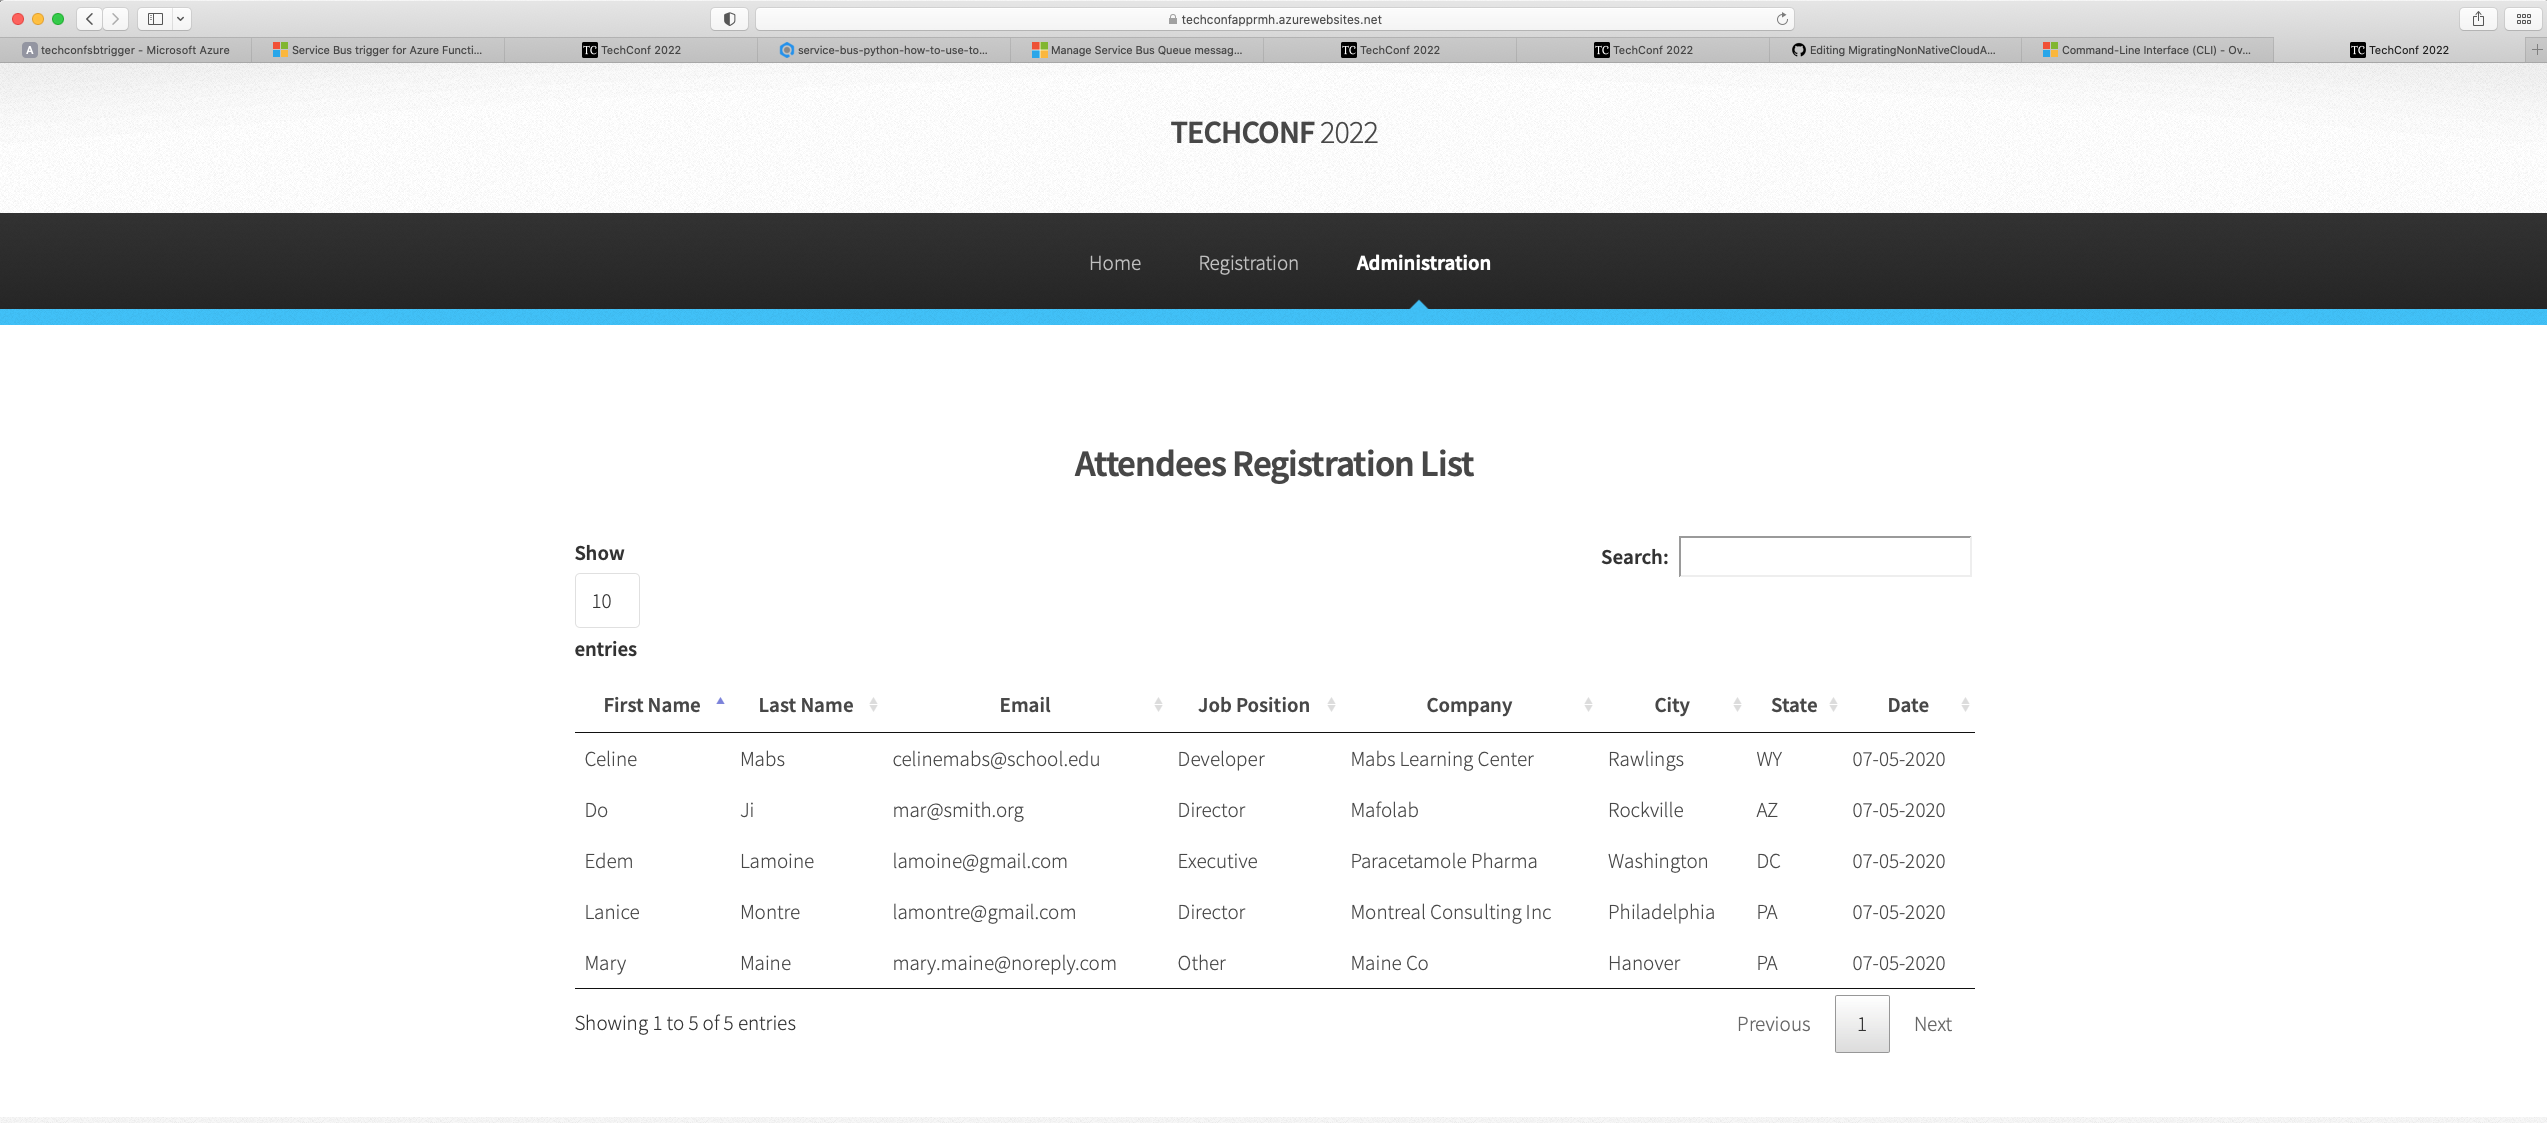 techconfapprmh.azurewebsites.net
A techconfsbtrigger - Microsoft Azure
Service Bus trigger for Azure Functi...
TC TechConf 2022
service-bus-python-how-to-use-to...
Manage Service Bus Queue messag...
TC TechConf 2022
TC TechConf 2022
Editing MigratingNonNativeCloudA...
Command-Line Interface (CLI) - Ov...
TC TechConf 2022
TECHCONF 2022
Home Registration Administration
Attendees Registration List
Show
10
entries
Search:
First Name Last Name Email Job Position Company City State Date
Celine Mabs celinemabs@school.edu Developer Mabs Learning Center Rawlings WY 07-05-2020
Do Ji mar@smith.org Director Mafolab Rockville AZ 07-05-2020
Edem Lamoine lamoine@gmail.com Executive Paracetamole Pharma Washington DC 07-05-2020
Lanice Montre lamontre@gmail.com Director Montreal Consulting Inc Philadelphia PA 07-05-2020
Mary Maine mary.maine@noreply.com Other Maine Co Hanover PA 07-05-2020
Showing 1 to 5 of 5 entries
Previous 1 Next